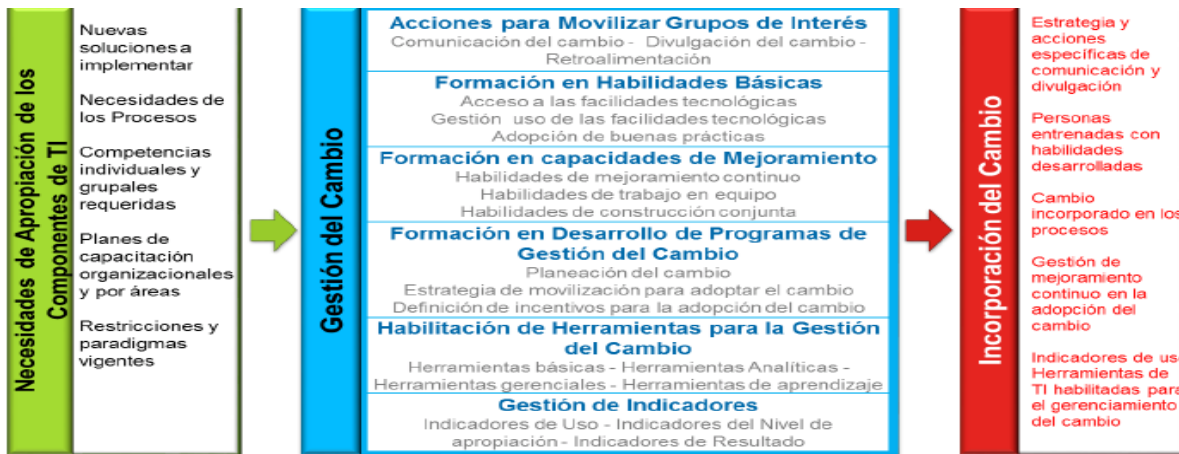 Necesidades de Apropiación de los
Componentes de TI
Nuevas
soluciones a
implementar
Necesidades de
los Procesos
Competencias
individuales y
grupales
requeridas
Planes de
capacitación
organizacionales
y por áreas
Restricciones y
paradigmas
vigentes
Gestión del Cambio
Acciones para Movilizar Grupos de Interés
Comunicación del cambio - Divulgación del cambio -
Retroalimentación
Formación en Habilidades Básicas
Acceso a las facilidades tecnológicas
Gestión uso de las facilidades tecnológicas
Adopción de buenas prácticas
Formación en capacidades de Mejoramiento
Habilidades de mejoramiento continuo
Habilidades de trabajo en equipo
Habilidades de construcción conjunta
Formación en Desarrollo de Programas de
Gestión del Cambio
Planeación del cambio
Estrategia de movilización para adoptar el cambio
Definición de incentivos para la adopción del cambio
Habilitación de Herramientas para la Gestión
del Cambio
Herramientas básicas - Herramientas Analíticas -
Herramientas gerenciales - Herramientas de aprendizaje
Gestión de Indicadores
Indicadores de Uso - Indicadores del Nivel de
apropiación - Indicadores de Resultado
Incorporación del Cambio
Estrategia y
acciones
específicas de
comunicación y
divulgación
Personas
entrenadas con
habilidades
desarrolladas
Cambio
incorporado en los
procesos
Gestión de
mejoramiento
continuo en la
adopción del
cambio
Indicadores de uso
Herramientas de
TI habilitadas para
el gerenciamiento
del cambio